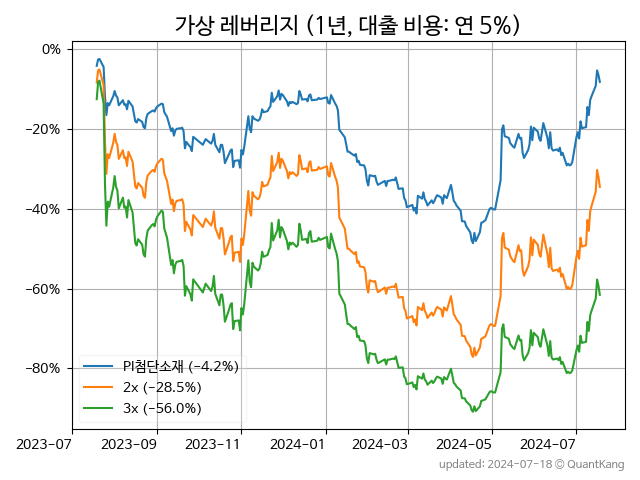 가상 레버리지 (1년, 대출 비용: 연 5%)
0%
−20%
−40%
−60%
−80%
PI첨단소재 (−4.2%)
2x (−28.5%)
3x (−56.0%)
2023-07 2023-09 2023-11 2024-01 2024-03 2024-05 2024-07
updated: 2024-07-18 © QuantKang